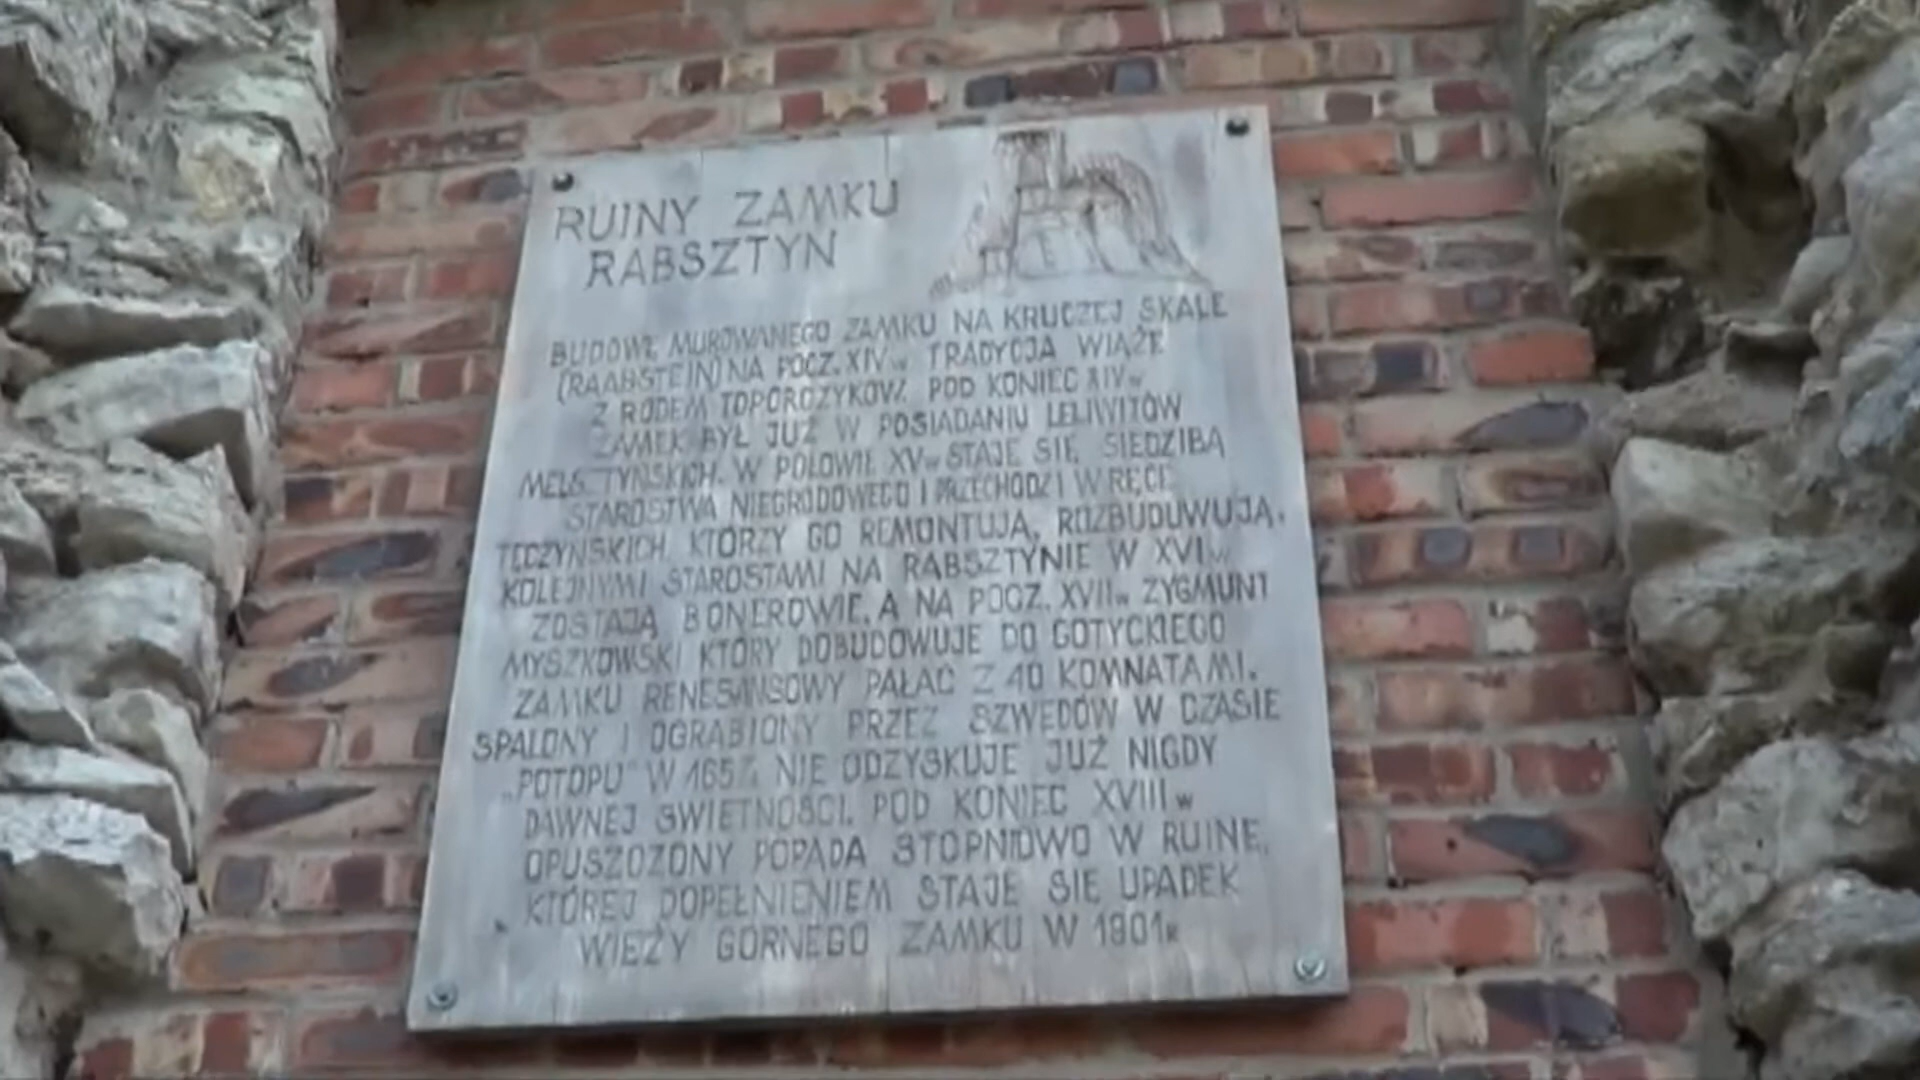 RUINY ZAMKU
RABSZTYN
BUDOWĘ MUROWANEGO ZAMKU NA KRUCZEJ SKALE
(RAABSTEIN) NA POCZ. XIV w TRADYCJA WIĄŻE
Z RODEM TOPORCZYKÓW. POD KONIEC XIV w
ZAMEK BYŁ JUŻ W POSIADANIU LELIWITÓW
MELSZTYŃSKICH. W POŁOWIE XV w STAJE SIĘ SIEDZIBĄ
STAROSTWA NIEGRODOWEGO I PRZECHODZI W RĘCE
TĘCZYŃSKICH, KTÓRZY GO REMONTUJĄ, ROZBUDUWUJĄ.
KOLEJNYMI STAROSTAMI NA RABSZTYNIE W XVI w
ZOSTAJĄ BONEROWIE, A NA POCZ. XVII w ZYGMUNT
MYSZKOWSKI KTÓRY DOBUDOWUJE DO GOTYCKIEGO
ZAMKU RENESANSOWY PAŁAC Z 40 KOMNATAMI.
SPALONY I OGRABIONY PRZEZ SZWEDÓW W CZASIE
„POTOPU" W 1657r. NIE ODZYSKUJE JUŻ NIGDY
DAWNEJ ŚWIETNOŚCI. POD KONIEC XVIII w
OPUSZCZONY POPADA STOPNIOWO W RUINĘ,
KTÓREJ DOPEŁNIENIEM STAJE SIĘ UPADEK
WIEŻY GÓRNEGO ZAMKU W 1901r